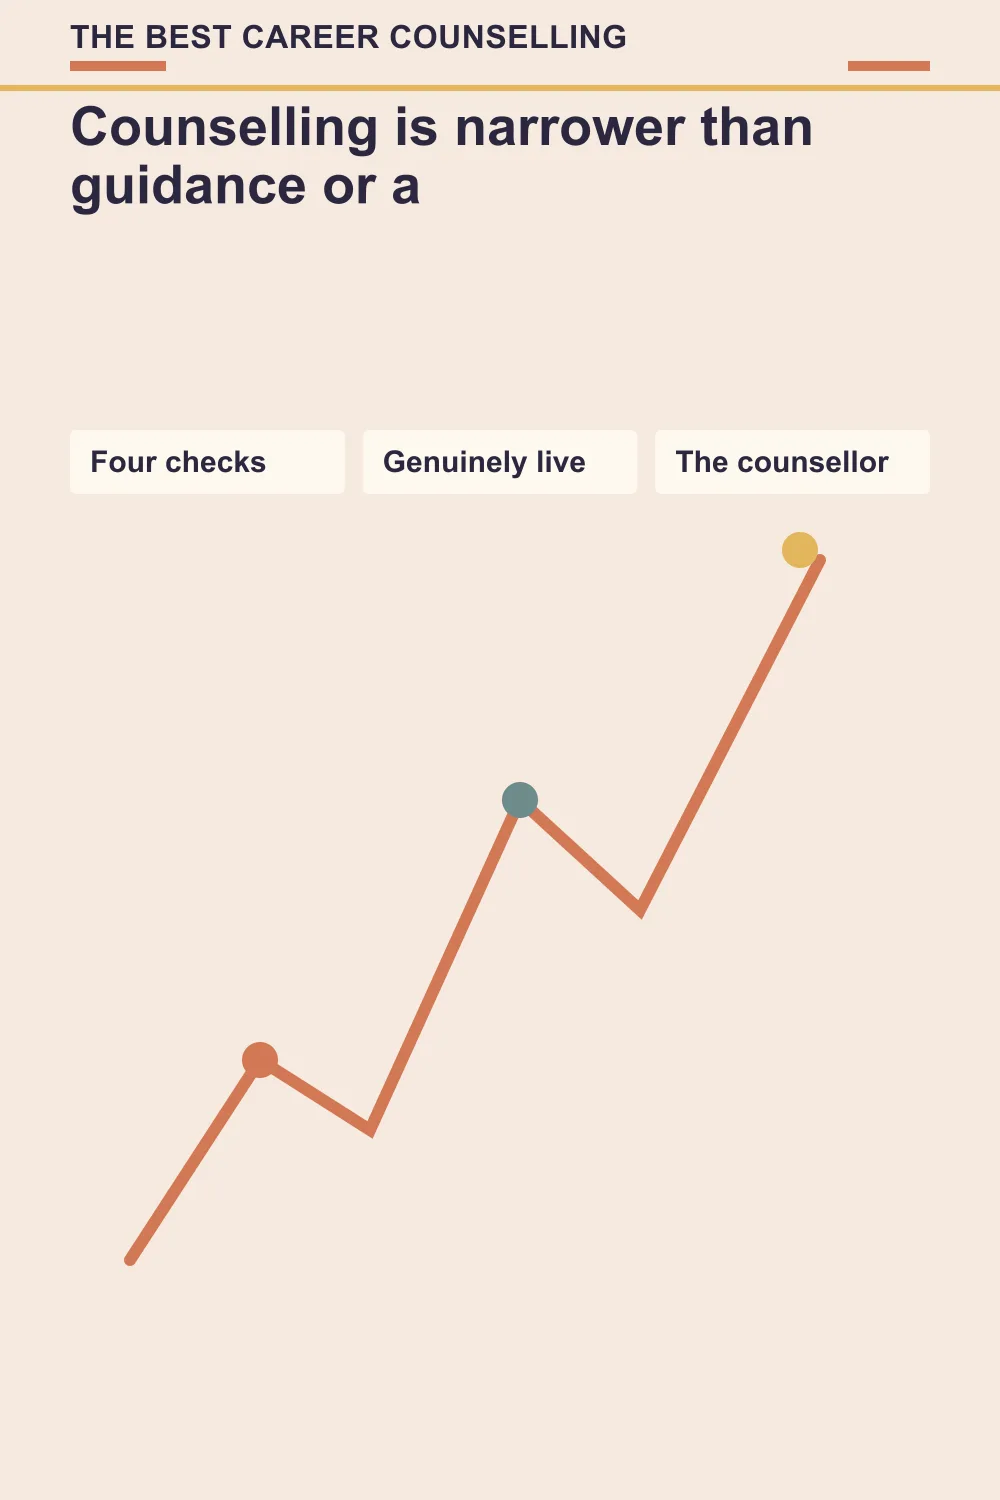 THE BEST CAREER COUNSELLING
Counselling is narrower than
guidance or a
Four checks
Genuinely live
The counsellor